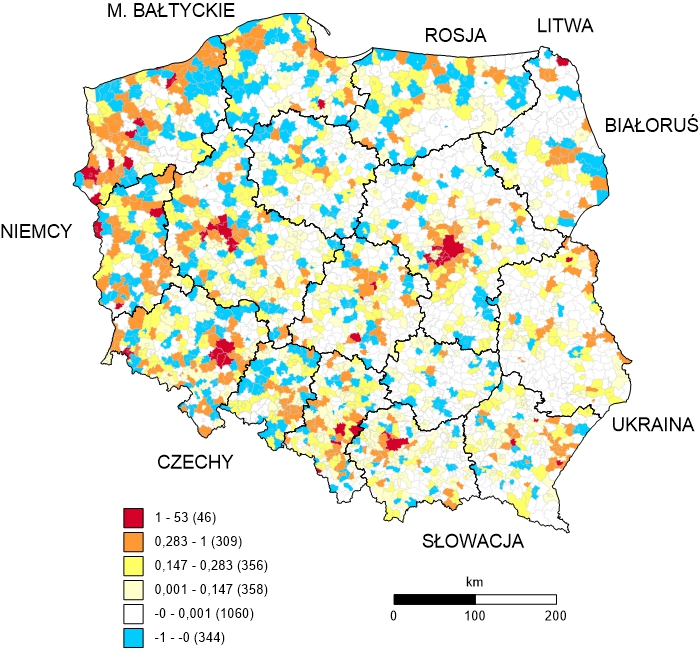 M. BAŁTYCKIE
LITWA
ROSJA
BIAŁORUŚ
NIEMCY
UKRAINA
CZECHY
SŁOWACJA
1 - 53 (46)
0,283 - 1 (309)
0,147 - 0,283 (356)
0,001 - 0,147 (358)
-0 - 0,001 (1060)
-1 - -0 (344)
km
0 100 200